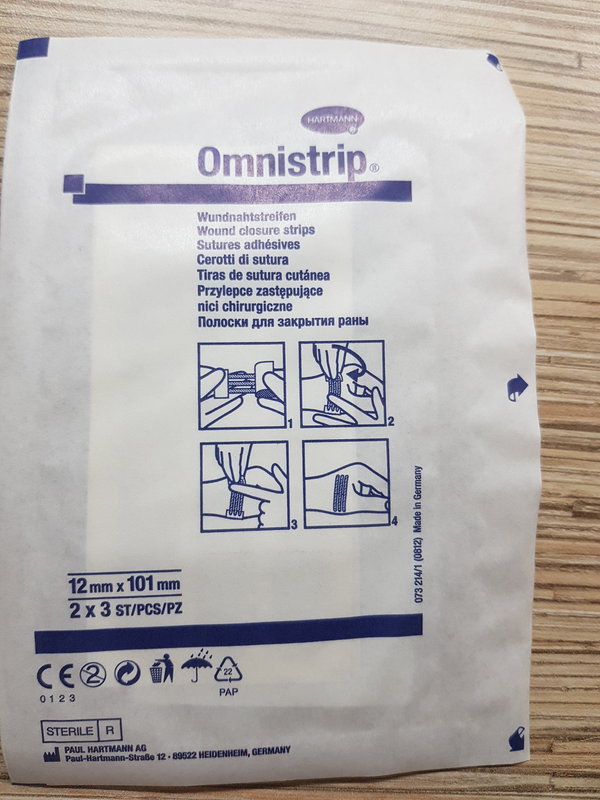 HARTMANN
Omnistrip®
Wundnahtstreifen
Wound closure strips
Sutures adhésives
Cerotti di sutura
Tiras de sutura cutánea
Przylepce zastępujące
nici chirurgiczne
Полоски для закрытия раны
1
2
3
4
073 214/1 (0812) Made in Germany
12 mm x 101 mm
2 x 3 ST/PCS/PZ
CE 2 22
0123 PAP
STERILE R
PAUL HARTMANN AG
Paul-Hartmann-Straße 12 · 89522 HEIDENHEIM, GERMANY